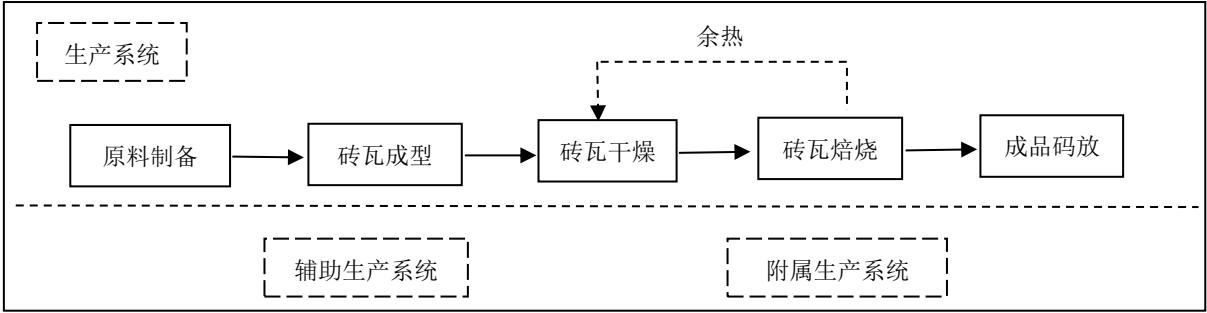 生产系统
余热
原料制备
砖瓦成型
砖瓦干燥
砖瓦焙烧
成品码放
辅助生产系统
附属生产系统